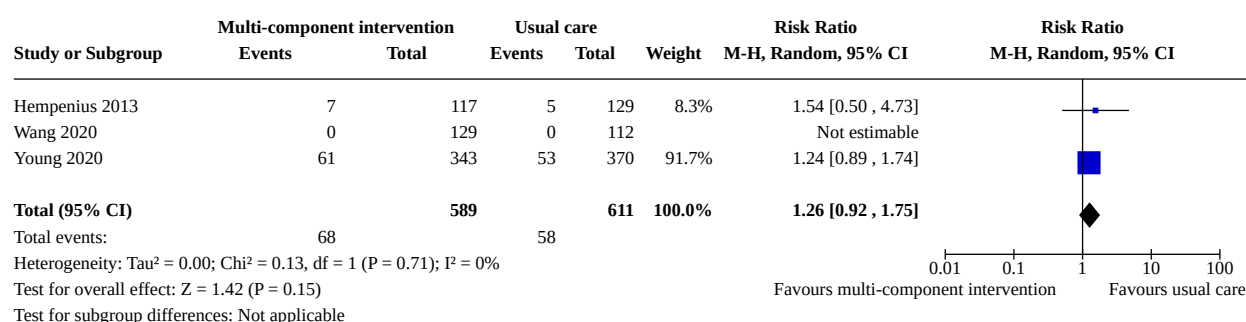 Multi-component intervention Usual care Risk Ratio Risk Ratio
Study or Subgroup Events Total Events Total Weight M-H, Random, 95% CI M-H, Random, 95% CI
Hempenius 2013 7 117 5 129 8.3% 1.54 [0.50 , 4.73]
Wang 2020 0 129 0 112 Not estimable
Young 2020 61 343 53 370 91.7% 1.24 [0.89 , 1.74]
Total (95% CI) 589 611 100.0% 1.26 [0.92 , 1.75]
Total events: 68 58
Heterogeneity: Tau² = 0.00; Chi² = 0.13, df = 1 (P = 0.71); I² = 0%
0.01 0.1 1 10 100
Test for overall effect: Z = 1.42 (P = 0.15) Favours multi-component intervention Favours usual care
Test for subgroup differences: Not applicable